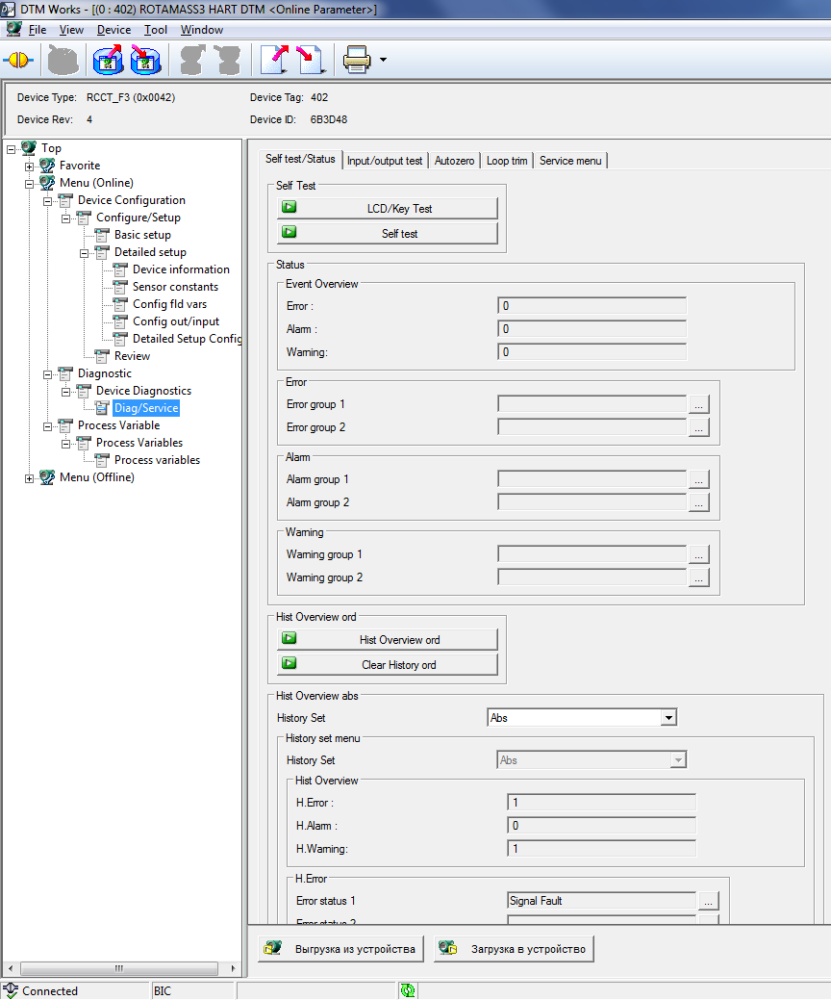 DTM Works - [(0 : 402) ROTAMASS3 HART DTM <Online Parameter>]
File View Device Tool Window
Device Type: RCCT_F3 (0x0042) Device Tag: 402
Device Rev: 4 Device ID: 6B3D48
Top
Favorite
Menu (Online)
Device Configuration
Configure/Setup
Basic setup
Detailed setup
Device information
Sensor constants
Config fld vars
Config out/input
Detailed Setup Config
Review
Diagnostic
Device Diagnostics
Diag/Service
Process Variable
Process Variables
Process variables
Menu (Offline)
Self test/Status Input/output test Autozero Loop trim Service menu
Self Test
LCD/Key Test
Self test
Status
Event Overview
Error : 0
Alarm : 0
Warning: 0
Error
Error group 1 ...
Error group 2 ...
Alarm
Alarm group 1 ...
Alarm group 2 ...
Warning
Warning group 1 ...
Warning group 2 ...
Hist Overview ord
Hist Overview ord
Clear History ord
Hist Overview abs
History Set Abs
History set menu
History Set Abs
Hist Overview
H.Error : 1
H.Alarm : 0
H.Warning: 1
H.Error
Error status 1 Signal Fault ...
Error status 2
Выгрузка из устройства Загрузка в устройство
Connected BIC